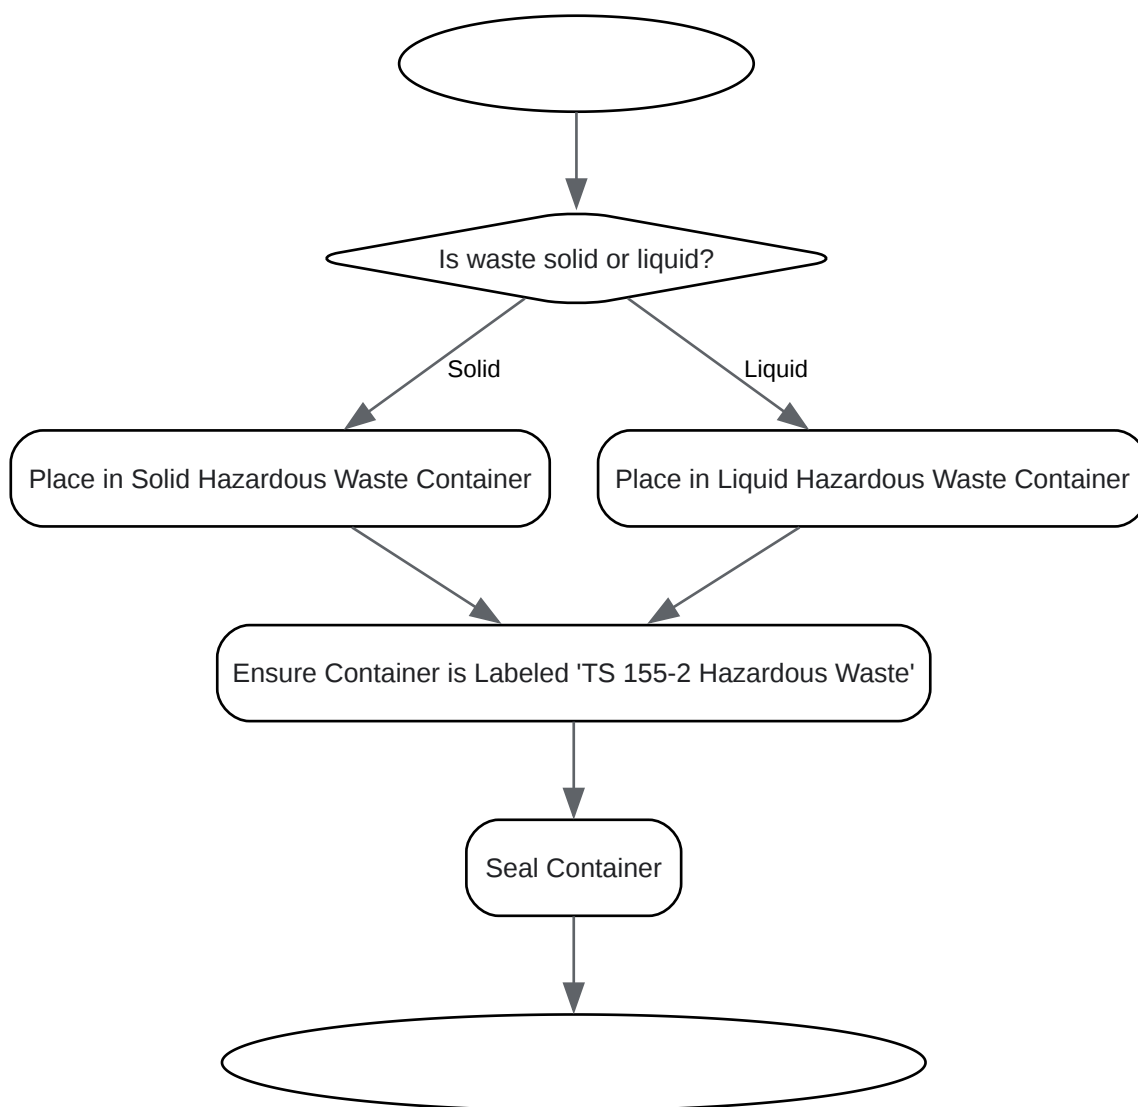 Is waste solid or liquid?
Solid
Liquid
Place in Solid Hazardous Waste Container
Place in Liquid Hazardous Waste Container
Ensure Container is Labeled 'TS 155-2 Hazardous Waste'
Seal Container